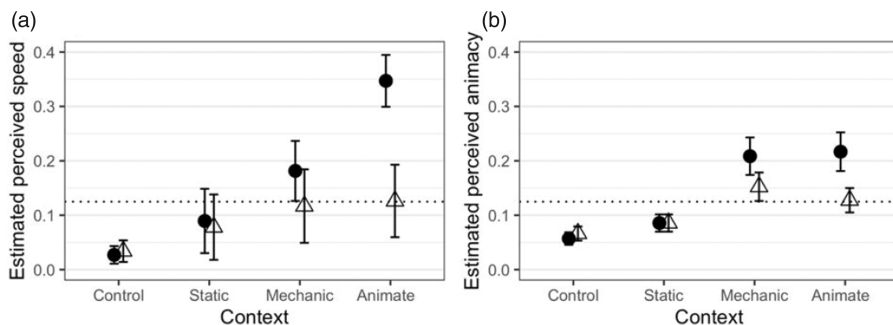 (a)
Estimated perceived speed
0.4
0.3
0.2
0.1
0.0
Control Static Mechanic Animate
Context
(b)
Estimated perceived animacy
0.4
0.3
0.2
0.1
0.0
Control Static Mechanic Animate
Context